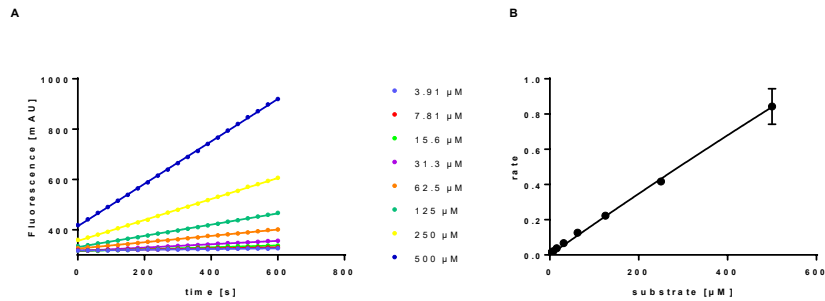 A
B
Fluorescence [mAU]
1000
800
600
400
0
200
400
600
800
time [s]
3.91 µM
7.81 µM
15.6 µM
31.3 µM
62.5 µM
125 µM
250 µM
500 µM
rate
1.0
0.8
0.6
0.4
0.2
0.0
0
200
400
600
substrate [µM]